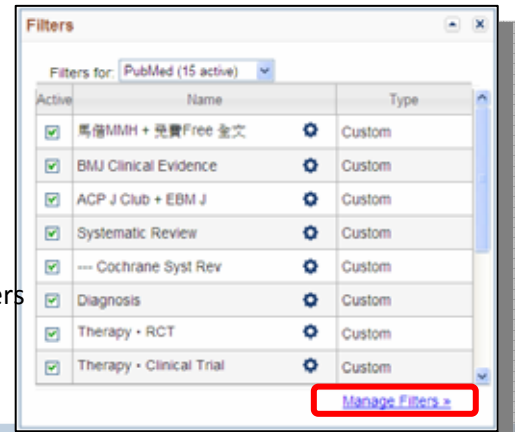 Filters
Filters for: PubMed (15 active)
Active Name Type
馬偕MMH + 免費Free 全文 Custom
BMJ Clinical Evidence Custom
ACP J Club + EBM J Custom
Systematic Review Custom
--- Cochrane Syst Rev Custom
ers
Diagnosis Custom
Therapy • RCT Custom
Therapy • Clinical Trial Custom
Manage Filters »